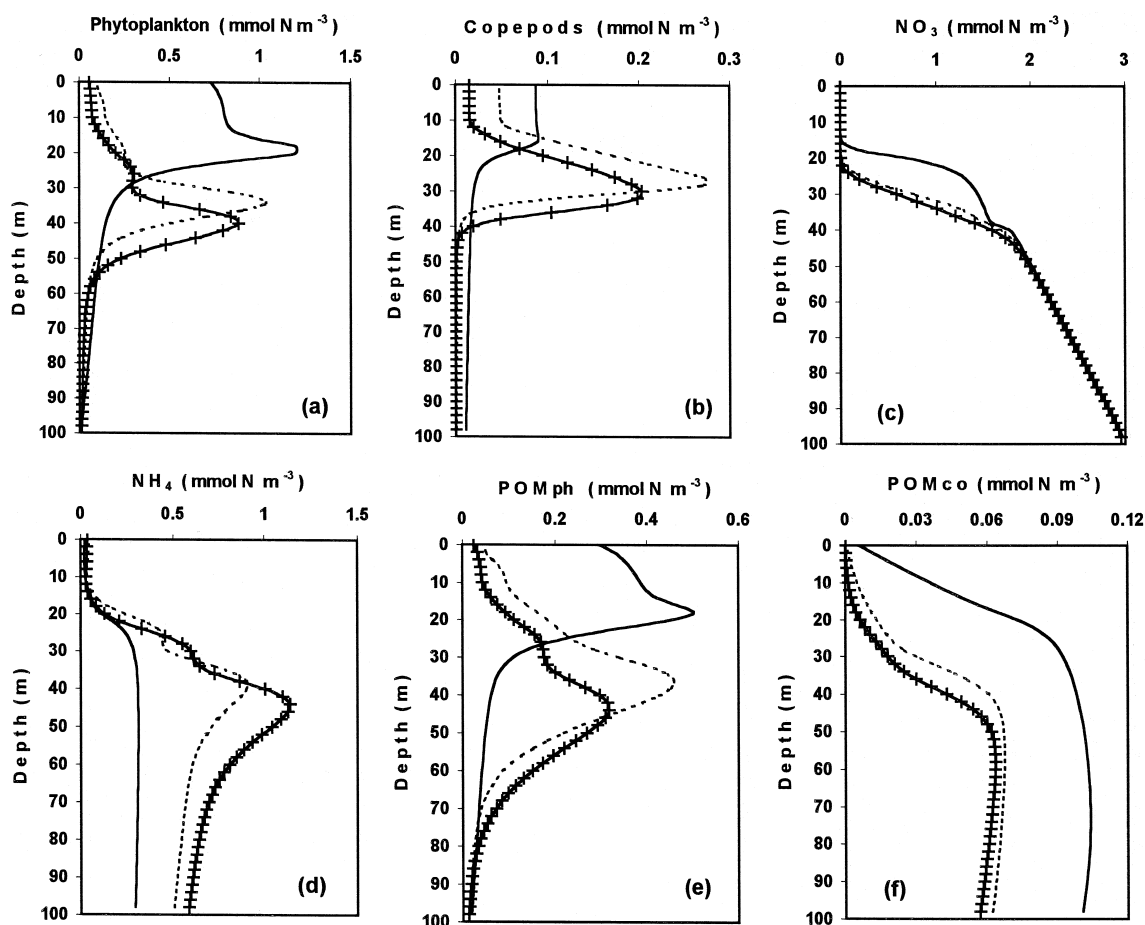 Phytoplankton (mmol N m⁻³)
0 0.5 1 1.5
0
10
20
30
40
50
60
70
80
90
100
Depth (m)
(a)
Copepods (mmol N m⁻³)
0 0.1 0.2 0.3
0
10
20
30
40
50
60
70
80
90
100
Depth (m)
(b)
NO₃ (mmol N m⁻³)
0 1 2 3
0
10
20
30
40
50
60
70
80
90
100
Depth (m)
(c)
NH₄ (mmol N m⁻³)
0 0.5 1 1.5
0
10
20
30
40
50
60
70
80
90
100
Depth (m)
(d)
POMph (mmol N m⁻³)
0 0.2 0.4 0.6
0
10
20
30
40
50
60
70
80
90
100
Depth (m)
(e)
POMco (mmol N m⁻³)
0 0.03 0.06 0.09 0.12
0
10
20
30
40
50
60
70
80
90
100
Depth (m)
(f)